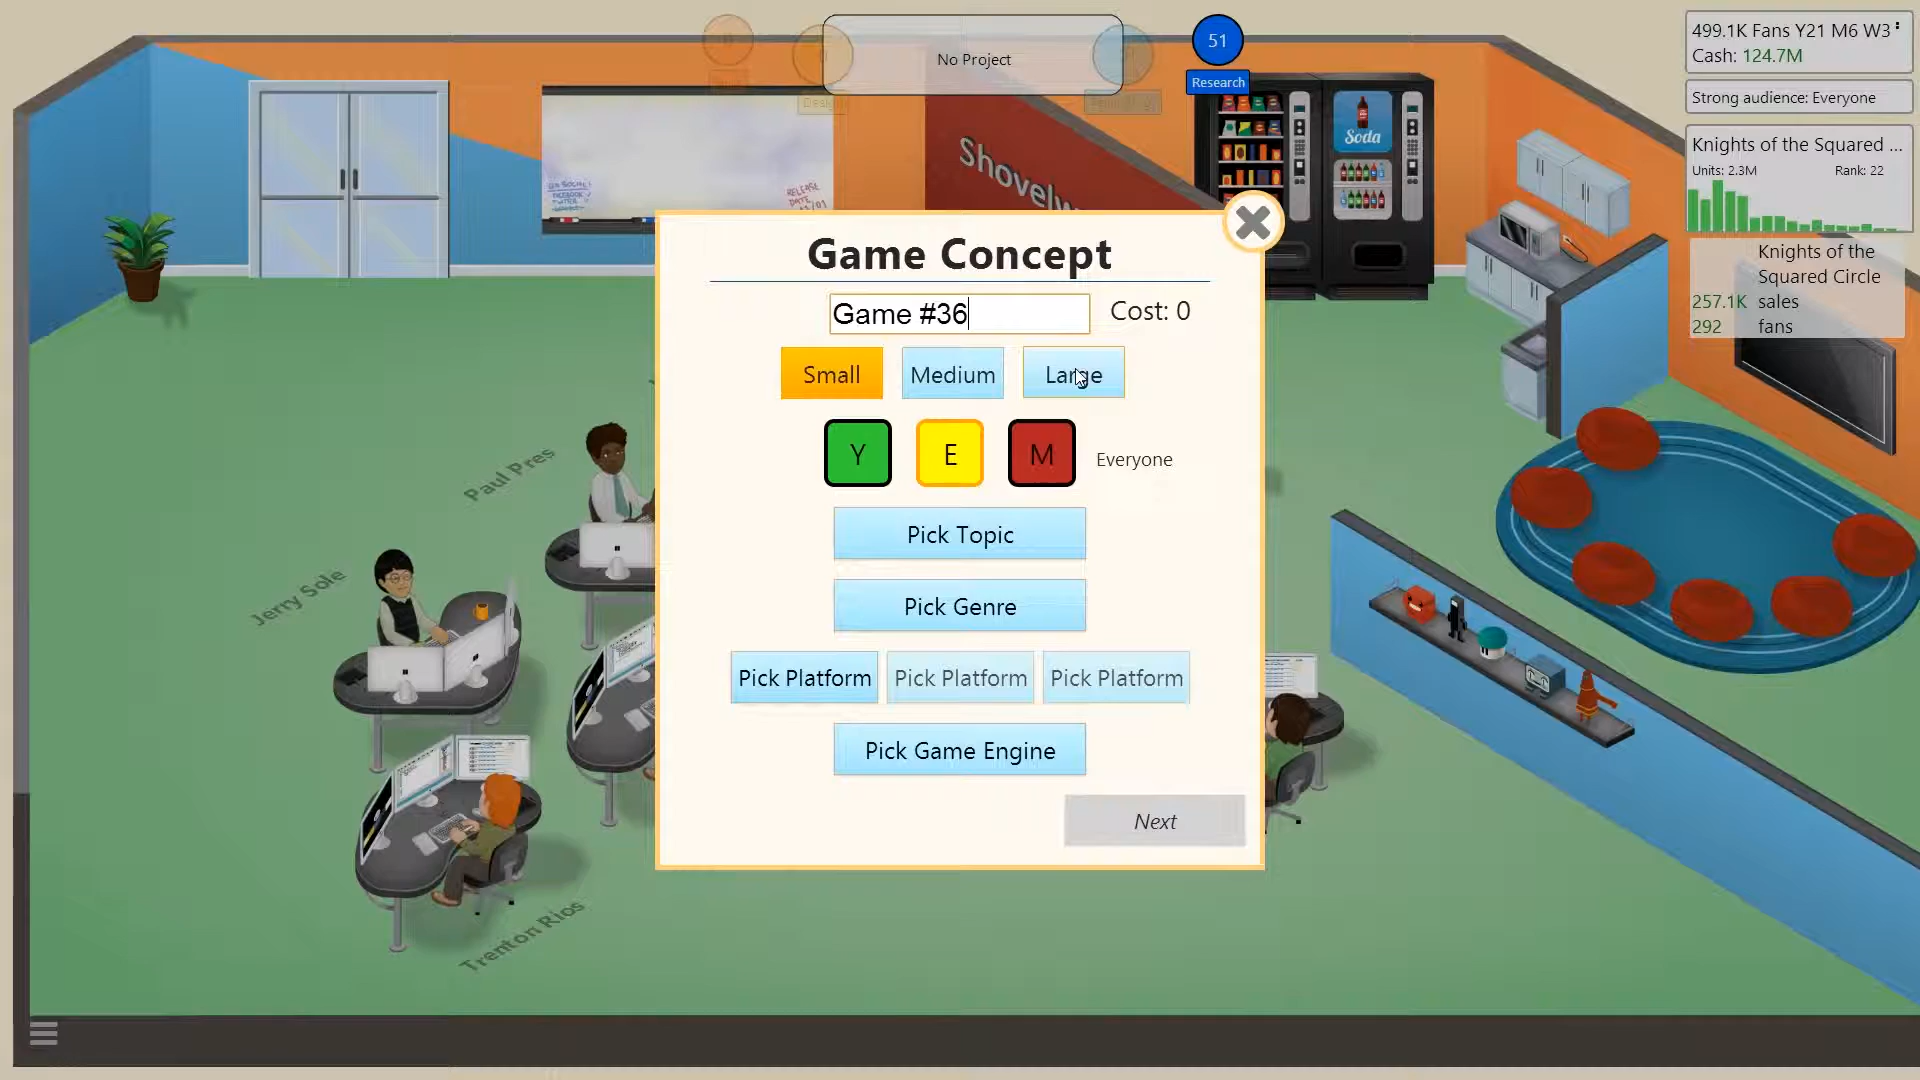 No Project
51
Research
499.1K Fans Y21 M6 W3
Cash: 124.7M
Strong audience: Everyone
Knights of the Squared ...
Units: 2.3M
Rank: 22
Knights of the
Squared Circle
257.1K sales
292 fans
Soda
RELEASE
DATE
Game Concept
Game #36
Cost: 0
Small
Medium
Large
Y
E
M
Everyone
Pick Topic
Pick Genre
Pick Platform
Pick Platform
Pick Platform
Pick Game Engine
Next
Paul Pres
Jerry Sole
Trenton Rios